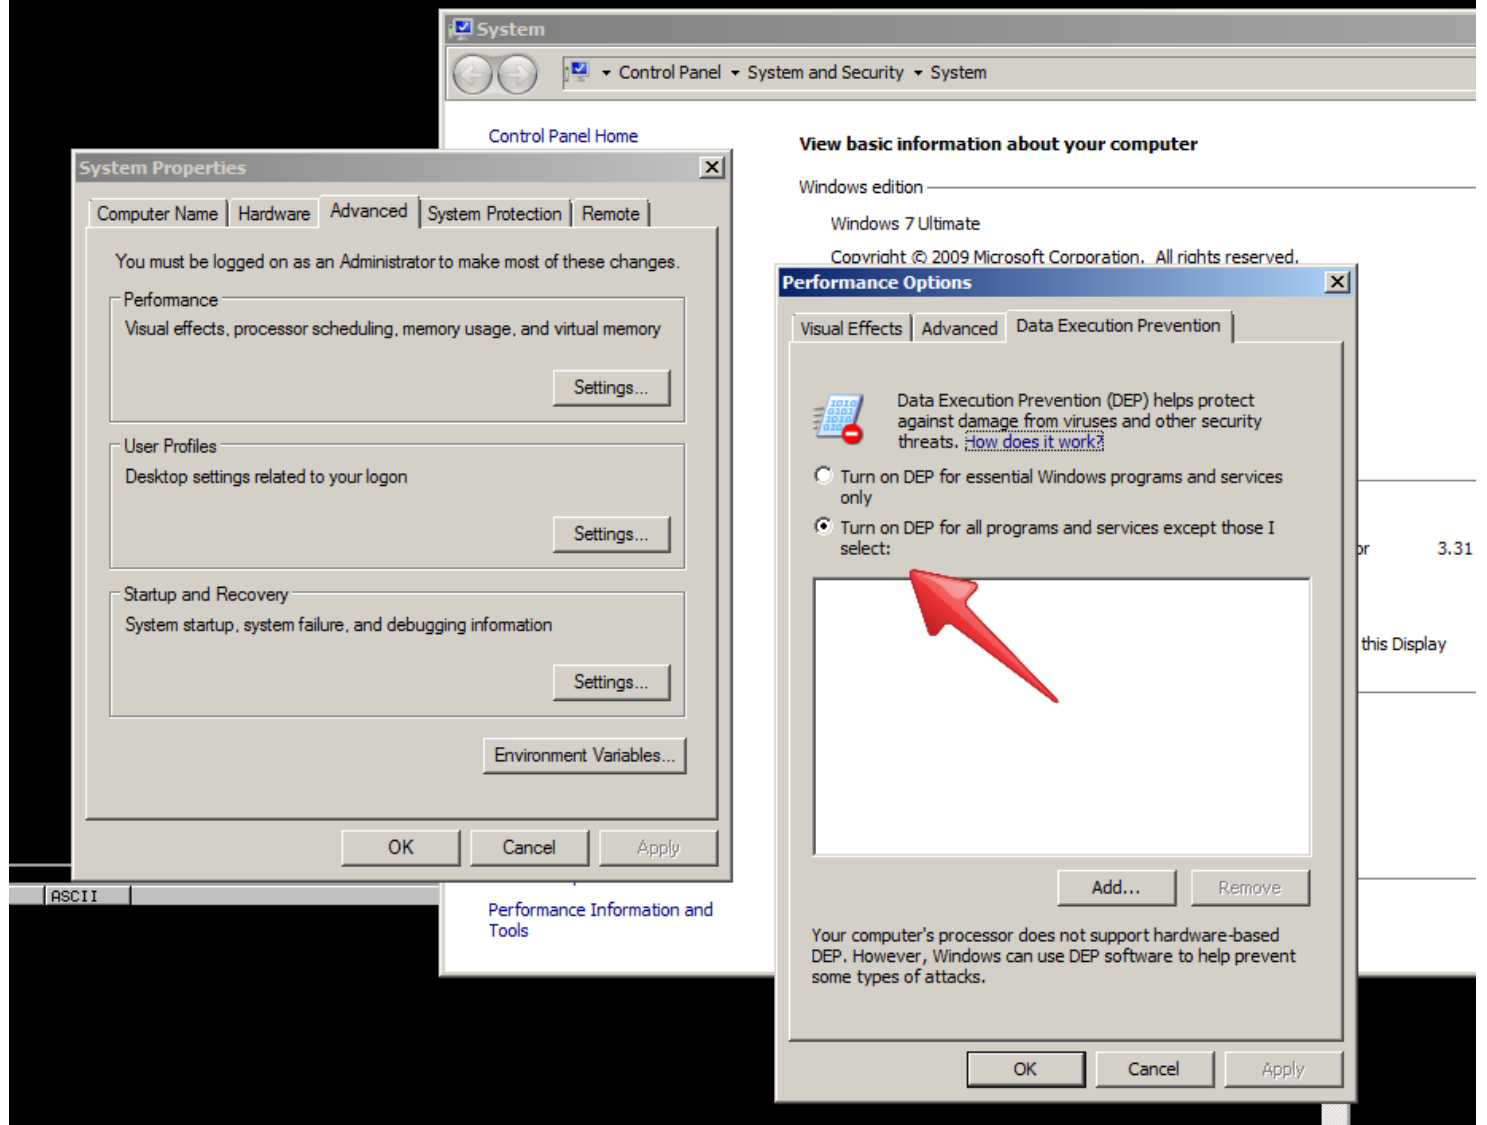 System
Control Panel
System and Security
System
Control Panel Home
View basic information about your computer
Windows edition
Windows 7 Ultimate
Copyright © 2009 Microsoft Corporation. All rights reserved.
System Properties
Computer Name
Hardware
Advanced
System Protection
Remote
You must be logged on as an Administrator to make most of these changes.
Performance
Visual effects, processor scheduling, memory usage, and virtual memory
Settings...
User Profiles
Desktop settings related to your logon
Settings...
Startup and Recovery
System startup, system failure, and debugging information
Settings...
Environment Variables...
OK
Cancel
Apply
ASCII
Performance Information and
Tools
Performance Options
Visual Effects
Advanced
Data Execution Prevention
Data Execution Prevention (DEP) helps protect
against damage from viruses and other security
threats. How does it work?
Turn on DEP for essential Windows programs and services
only
Turn on DEP for all programs and services except those I
select:
Add...
Remove
Your computer's processor does not support hardware-based
DEP. However, Windows can use DEP software to help prevent
some types of attacks.
OK
Cancel
Apply
3.31
this Display